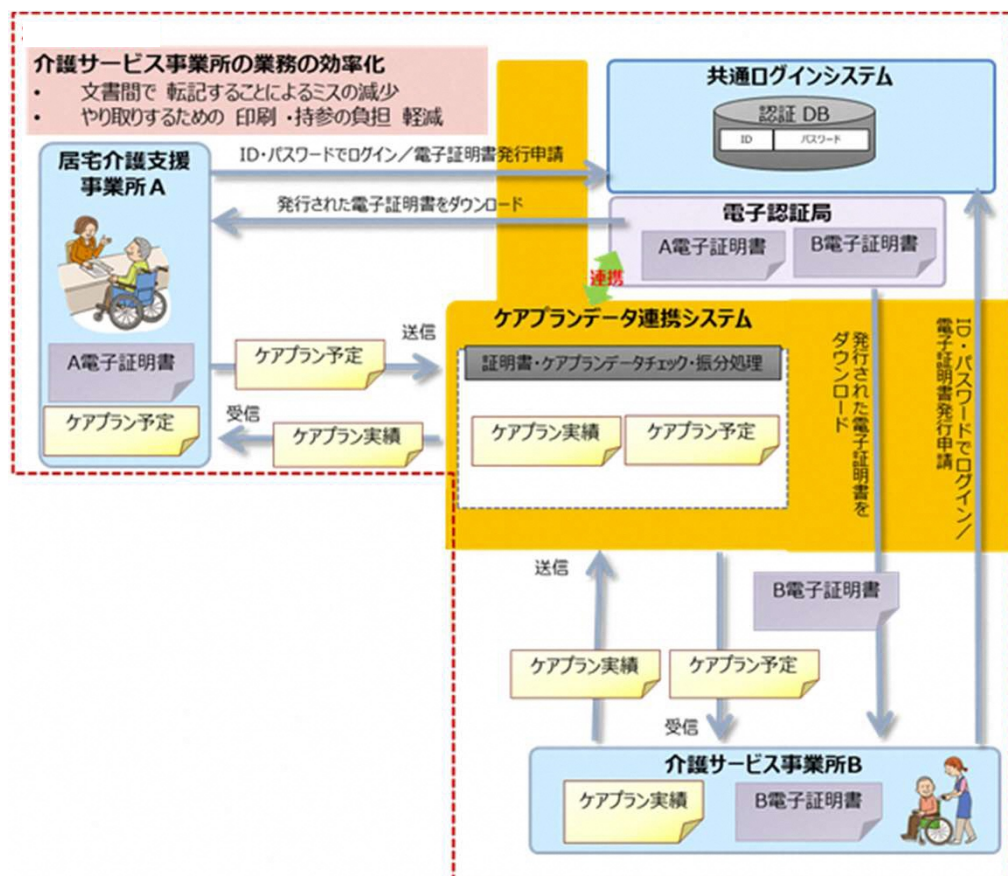 介護サービス事業所の業務の効率化
• 文書間で 転記することによるミスの減少
• やり取りするための 印刷 ・持参の負担 軽減
共通ログインシステム
認証 DB
ID
パスワード
居宅介護支援
事業所A
ID・パスワードでログイン／電子証明書発行申請
発行された電子証明書をダウンロード
電子認証局
A電子証明書
B電子証明書
連携
ケアプランデータ連携システム
証明書・ケアプランデータチェック・振分処理
ケアプラン実績
ケアプラン予定
A電子証明書
ケアプラン予定
送信
ケアプラン予定
受信
ケアプラン実績
発行された電子証明書を
ダウンロード
ID・パスワードでログイン／
電子証明書発行申請
送信
B電子証明書
ケアプラン実績
ケアプラン予定
受信
介護サービス事業所B
ケアプラン実績
B電子証明書